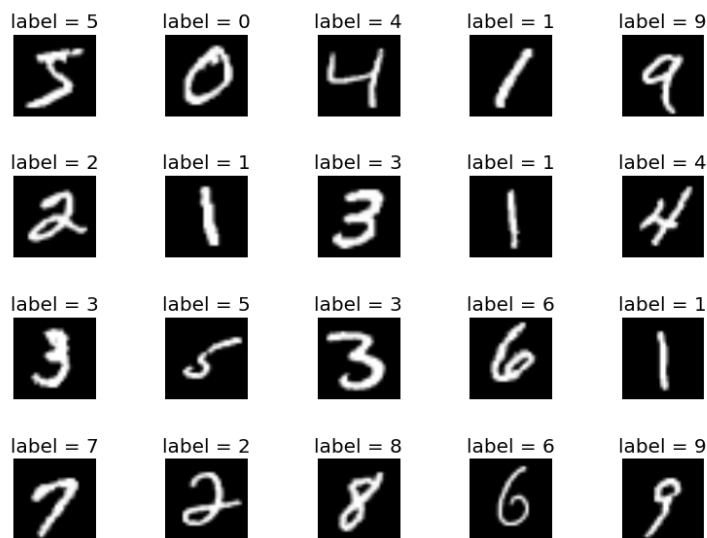 label = 5 label = 0 label = 4 label = 1 label = 9
5 0 4 1 9
label = 2 label = 1 label = 3 label = 1 label = 4
2 1 3 1 4
label = 3 label = 5 label = 3 label = 6 label = 1
3 5 3 6 1
label = 7 label = 2 label = 8 label = 6 label = 9
7 2 8 6 9